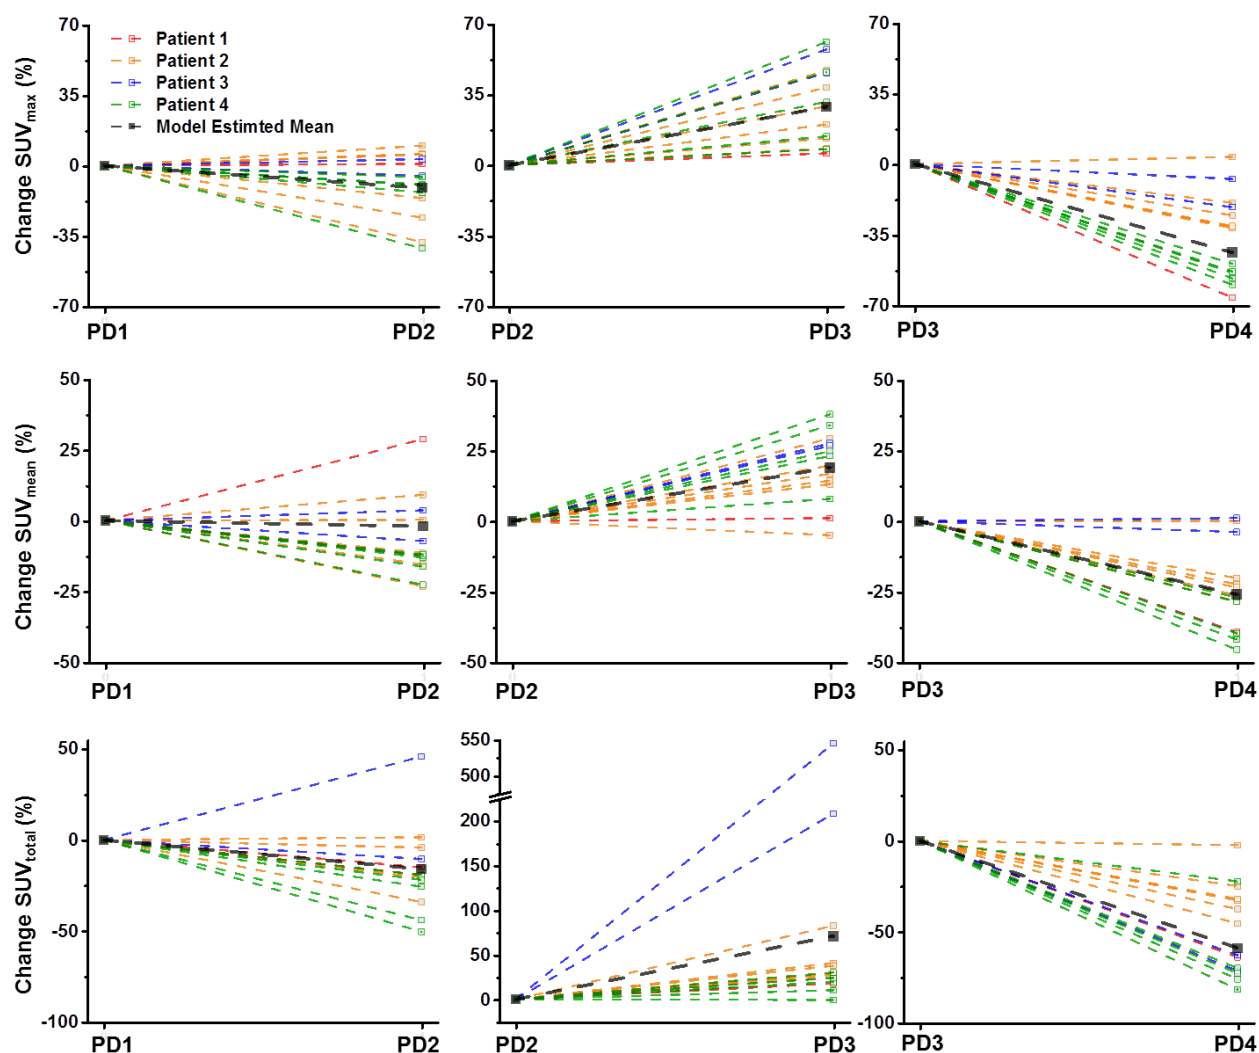 70
35
0
-35
-70
Change SUVmax (%)
Patient 1
Patient 2
Patient 3
Patient 4
Model Estimted Mean
PD1
PD2
70
35
0
-35
-70
PD2
PD3
70
35
0
-35
-70
PD3
PD4
50
25
0
-25
-50
Change SUVmean (%)
PD1
PD2
50
25
0
-25
-50
PD2
PD3
50
25
0
-25
-50
PD3
PD4
50
0
-50
-100
Change SUVtotal (%)
PD1
PD2
550
500
200
150
100
50
0
PD2
PD3
50
0
-50
-100
PD3
PD4